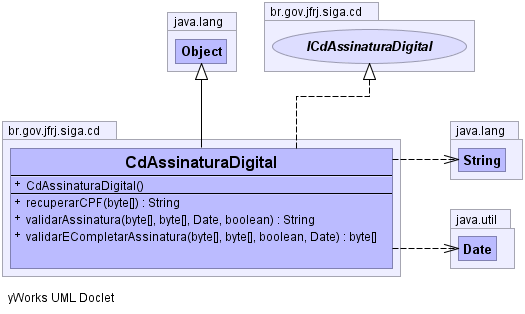 java.lang
Object
br.gov.jfrj.siga.cd
ICdAssinaturaDigital
br.gov.jfrj.siga.cd
CdAssinaturaDigital
+ CdAssinaturaDigital()
+ recuperarCPF(byte[]) : String
+ validarAssinatura(byte[], byte[], Date, boolean) : String
+ validarECompletarAssinatura(byte[], byte[], boolean, Date) : byte[]
java.lang
String
java.util
Date
yWorks UML Doclet